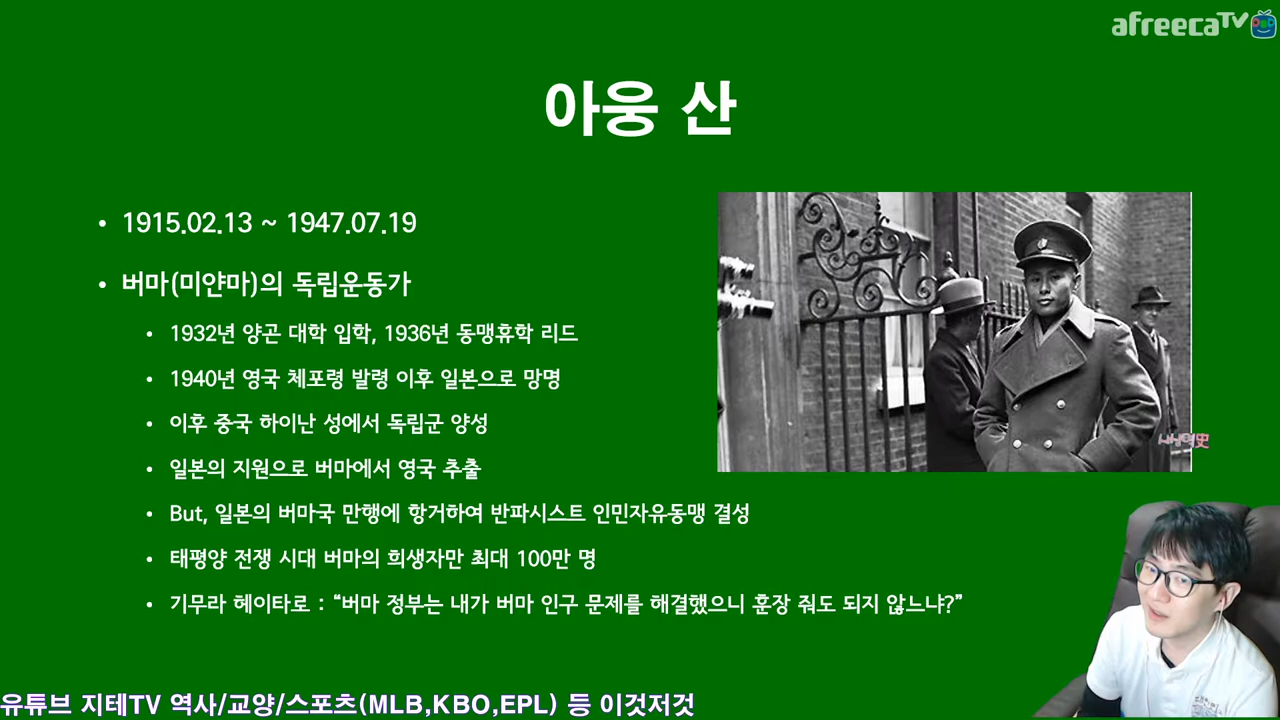 afreecaTV
아웅 산
• 1915.02.13 ~ 1947.07.19
• 버마(미얀마)의 독립운동가
• 1932년 양곤 대학 입학, 1936년 동맹휴학 리드
• 1940년 영국 체포령 발령 이후 일본으로 망명
• 이후 중국 하이난 성에서 독립군 양성
• 일본의 지원으로 버마에서 영국 추출
• But, 일본의 버마국 만행에 항거하여 반파시스트 인민자유동맹 결성
• 태평양 전쟁 시대 버마의 희생자만 최대 100만 명
• 기무라 헤이타로 : “버마 정부는 내가 버마 인구 문제를 해결했으니 훈장 줘도 되지 않느냐?”
유튜브 지테TV 역사/교양/스포츠(MLB,KBO,EPL) 등 이것저것